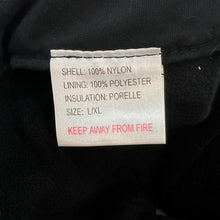 SHELL: 100% NYLON
LINING: 100% POLYESTER
INSULATION: PORELLE
SIZE: L/XL
KEEP AWAY FROM FIRE